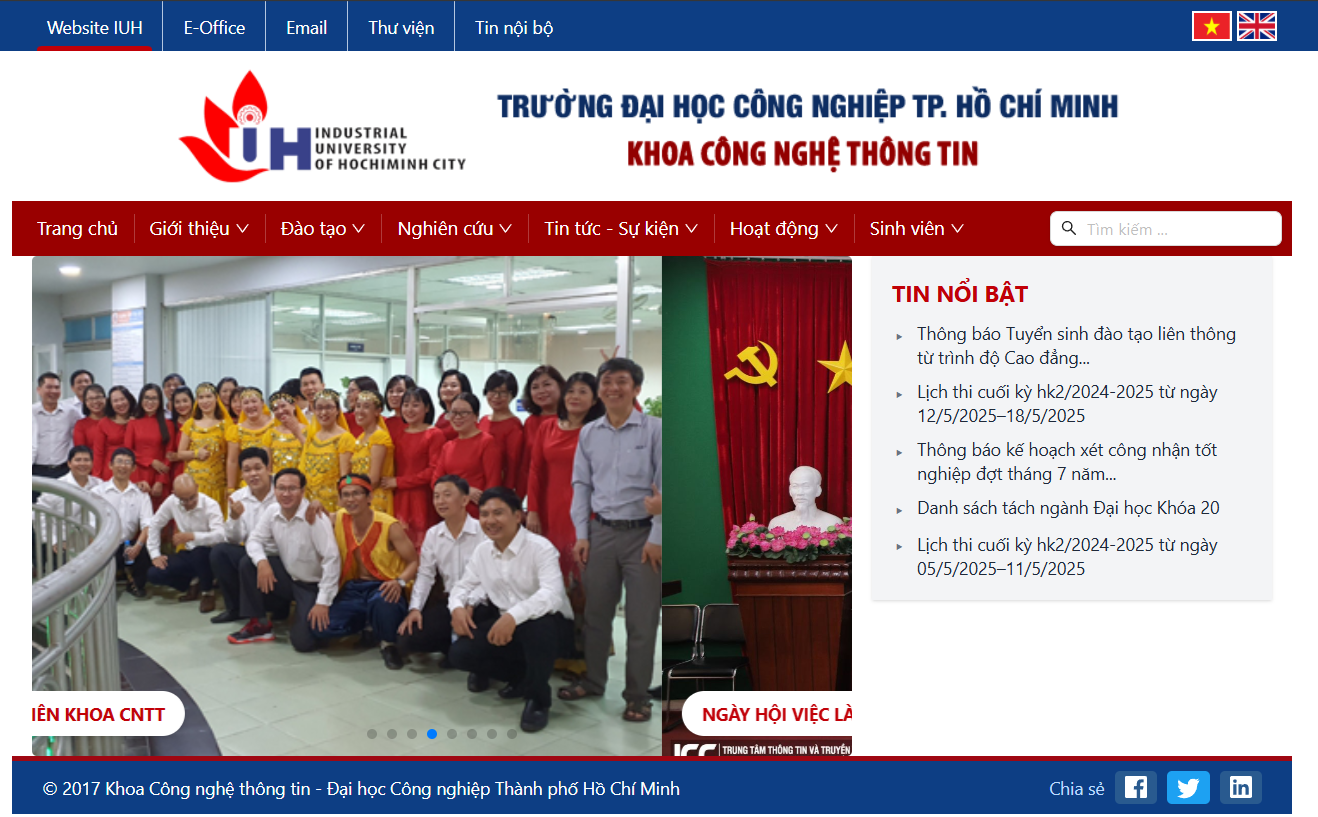 Website IUH
E-Office
Email
Thư viện
Tin nội bộ
INDUSTRIAL
UNIVERSITY
OF HOCHIMINH CITY
IUH
TRƯỜNG ĐẠI HỌC CÔNG NGHIỆP TP. HỒ CHÍ MINH
KHOA CÔNG NGHỆ THÔNG TIN
Trang chủ
Giới thiệu
Đào tạo
Nghiên cứu
Tin tức - Sự kiện
Hoạt động
Sinh viên
Tìm kiếm ...
TIN NỔI BẬT
Thông báo Tuyển sinh đào tạo liên thông
từ trình độ Cao đẳng...
Lịch thi cuối kỳ hk2/2024-2025 từ ngày
12/5/2025–18/5/2025
Thông báo kế hoạch xét công nhận tốt
nghiệp đợt tháng 7 năm...
Danh sách tách ngành Đại học Khóa 20
Lịch thi cuối kỳ hk2/2024-2025 từ ngày
05/5/2025–11/5/2025
IÊN KHOA CNTT
NGÀY HỘI VIỆC LÀ
TRUNG TÂM THÔNG TIN VÀ TRUYỀN
© 2017 Khoa Công nghệ thông tin - Đại học Công nghiệp Thành phố Hồ Chí Minh
Chia sẻ